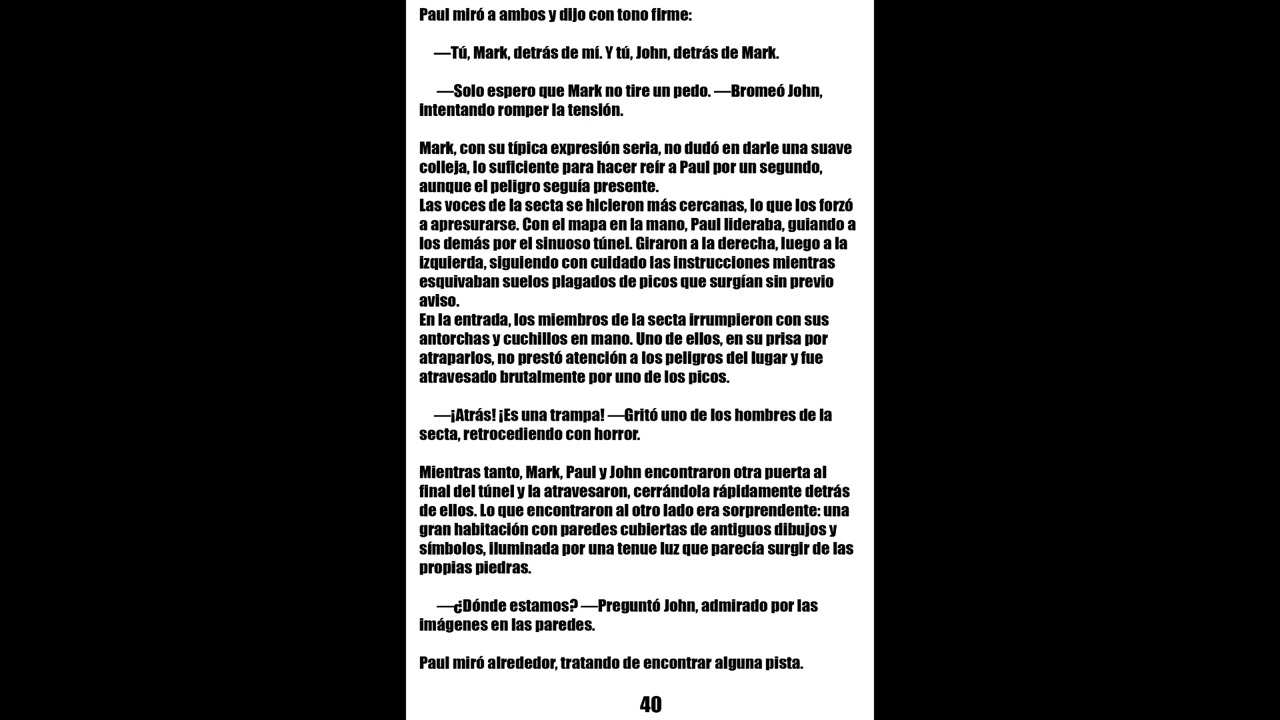 Paul miró a ambos y dijo con tono firme:
—Tú, Mark, detrás de mí. Y tú, John, detrás de Mark.
—Solo espero que Mark no tire un pedo. —Bromeó John,
intentando romper la tensión.
Mark, con su típica expresión seria, no dudó en darle una suave
colleja, lo suficiente para hacer reír a Paul por un segundo,
aunque el peligro seguía presente.
Las voces de la secta se hicieron más cercanas, lo que los forzó
a apresurarse. Con el mapa en la mano, Paul lideraba, guiando a
los demás por el sinuoso túnel. Giraron a la derecha, luego a la
izquierda, siguiendo con cuidado las instrucciones mientras
esquivaban suelos plagados de picos que surgían sin previo
aviso.
En la entrada, los miembros de la secta irrumpieron con sus
antorchas y cuchillos en mano. Uno de ellos, en su prisa por
atraparlos, no prestó atención a los peligros del lugar y fue
atravesado brutalmente por uno de los picos.
—¡Atrás! ¡Es una trampa! —Gritó uno de los hombres de la
secta, retrocediendo con horror.
Mientras tanto, Mark, Paul y John encontraron otra puerta al
final del túnel y la atravesaron, cerrándola rápidamente detrás
de ellos. Lo que encontraron al otro lado era sorprendente: una
gran habitación con paredes cubiertas de antiguos dibujos y
símbolos, iluminada por una tenue luz que parecía surgir de las
propias piedras.
—¿Dónde estamos? —Preguntó John, admirado por las
imágenes en las paredes.
Paul miró alrededor, tratando de encontrar alguna pista.
40